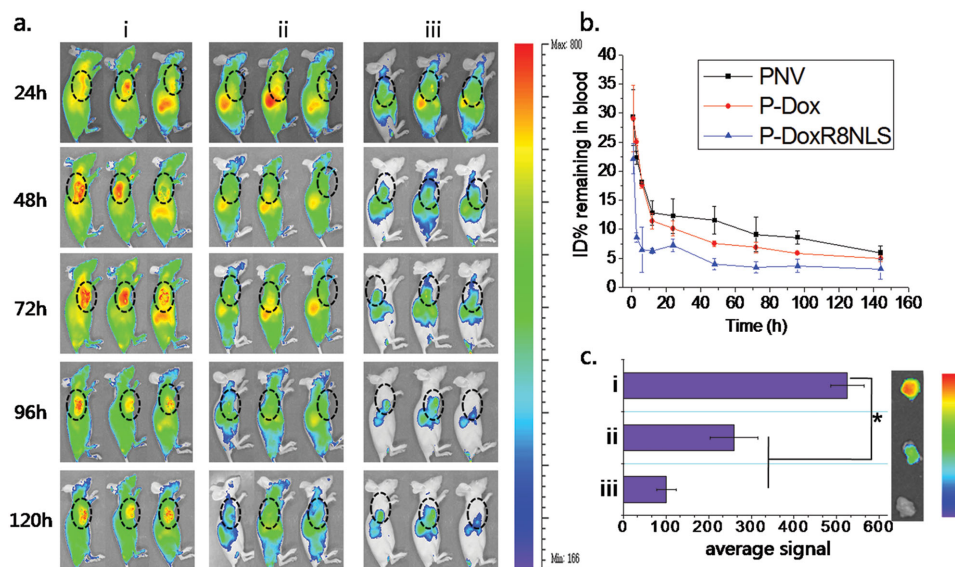 a.
i ii iii
24h
48h
72h
96h
120h
Max: 800
Min: 166
b.
ID% remaining in blood
40
35
30
25
20
15
10
5
0
PNV
P-Dox
P-DoxR8NLS
0 20 40 60 80 100 120 140 160
Time (h)
c.
i
ii
iii
*
0 100 200 300 400 500 600
average signal